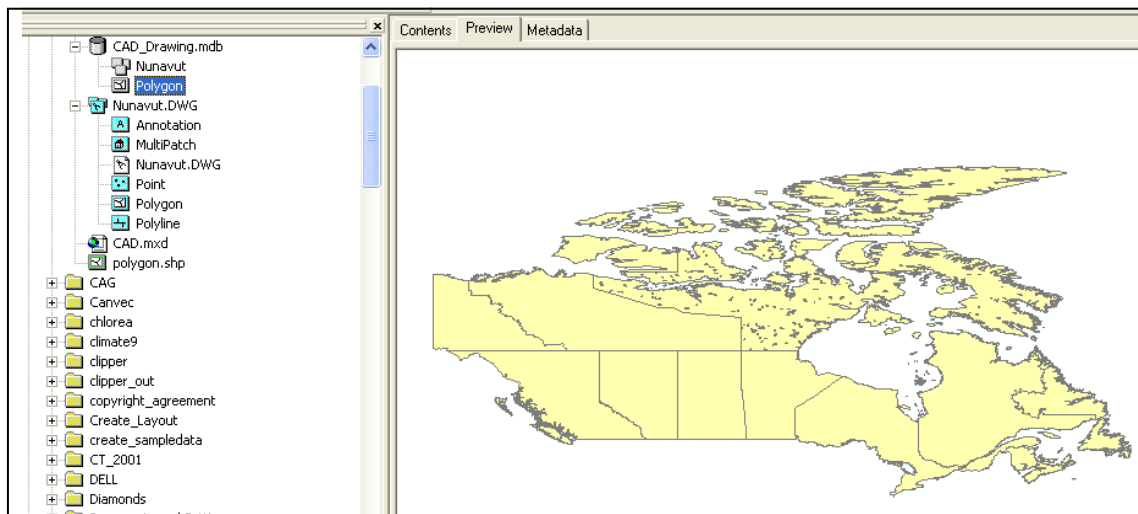 Contents Preview Metadata
CAD_Drawing.mdb
Nunavut
Polygon
Nunavut.DWG
Annotation
MultiPatch
Nunavut.DWG
Point
Polygon
Polyline
CAD.mxd
polygon.shp
CAG
Canvec
chlorea
climate9
clipper
clipper_out
copyright_agreement
Create_Layout
create_sampledata
CT_2001
DELL
Diamonds